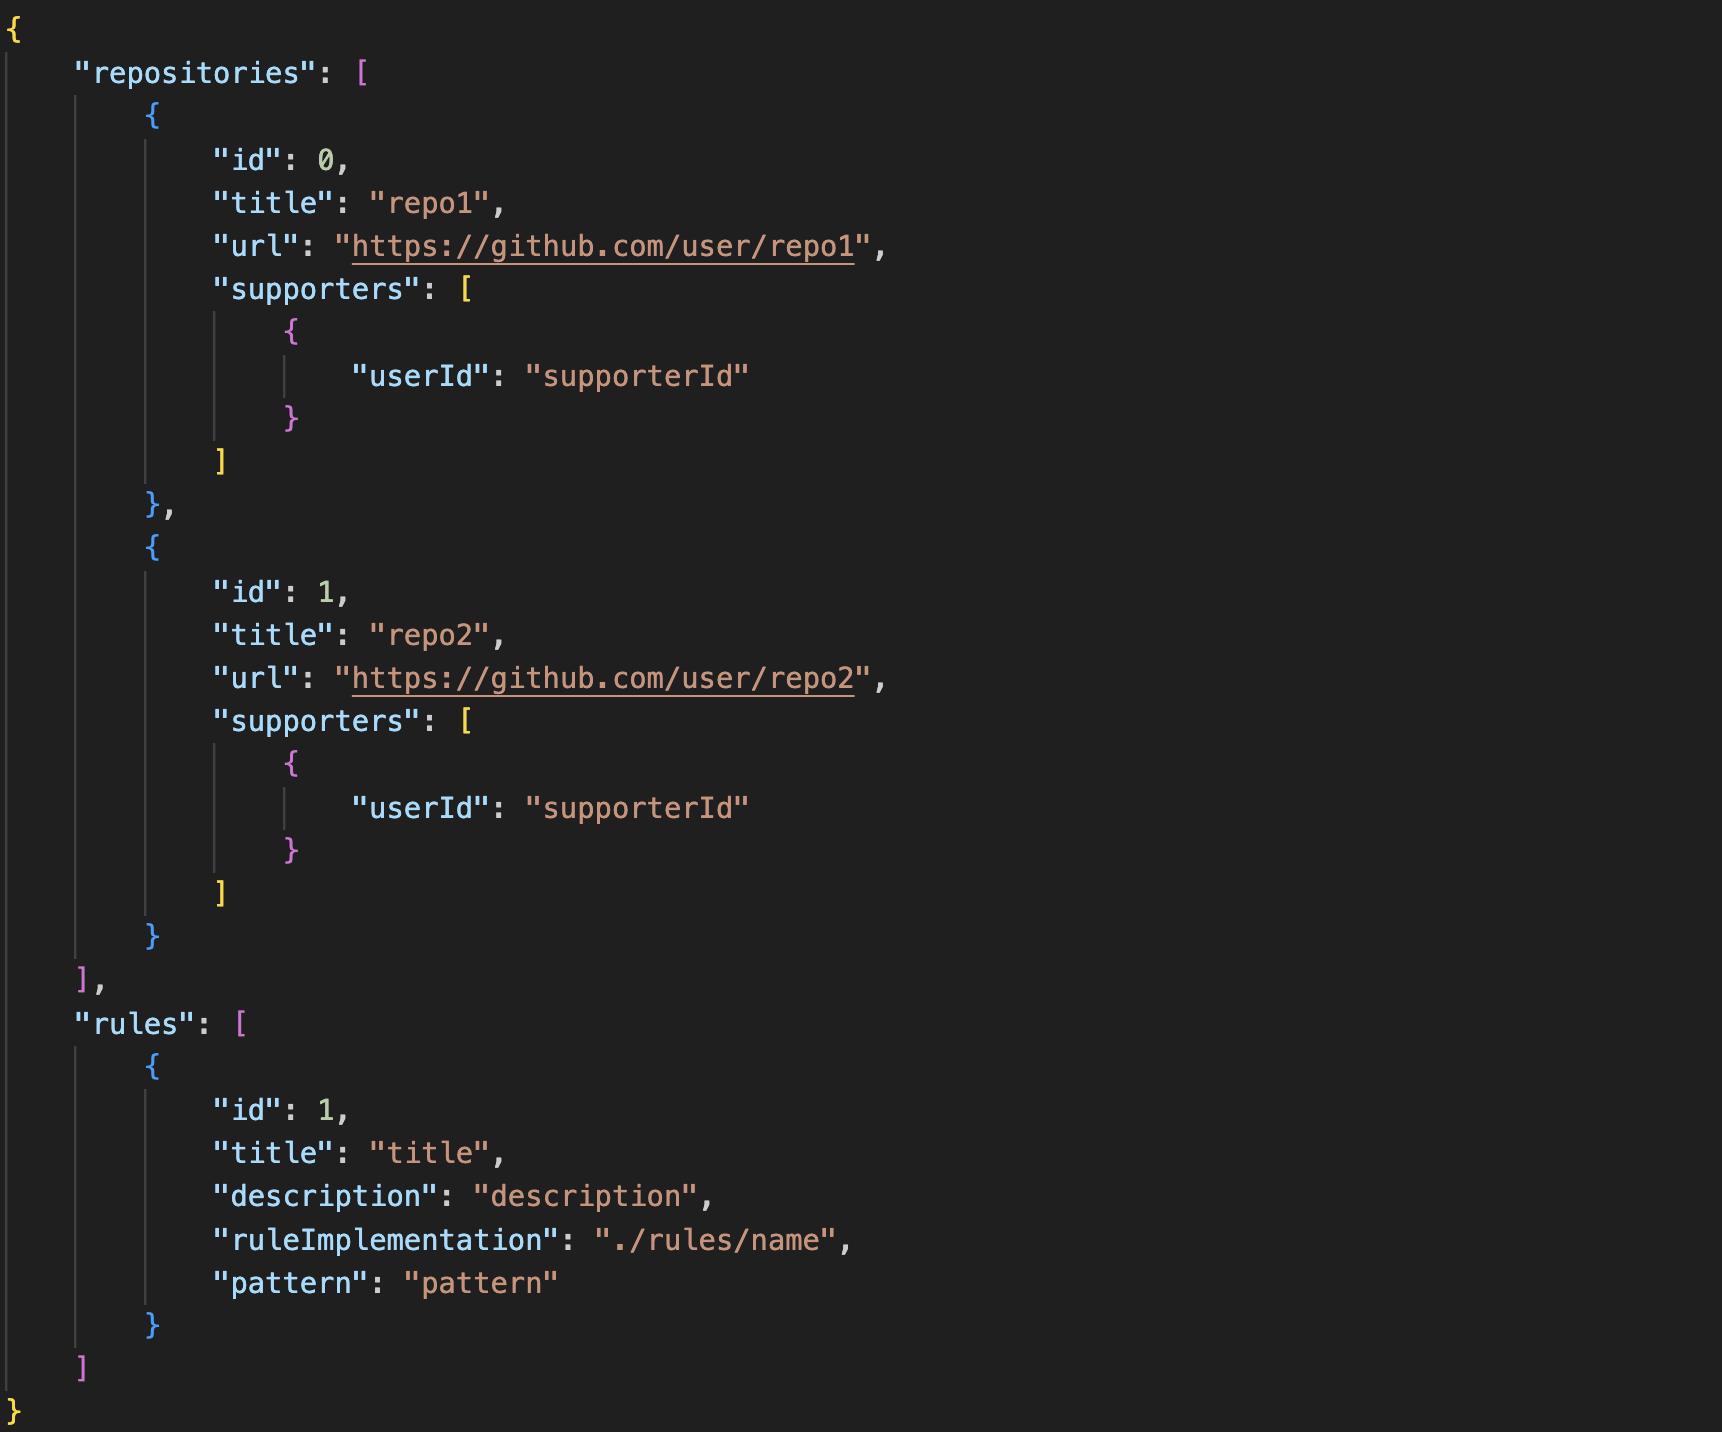 {
    "repositories": [
        {
            "id": 0,
            "title": "repo1",
            "url": "https://github.com/user/repo1",
            "supporters": [
                {
                    "userId": "supporterId"
                }
            ]
        },
        {
            "id": 1,
            "title": "repo2",
            "url": "https://github.com/user/repo2",
            "supporters": [
                {
                    "userId": "supporterId"
                }
            ]
        }
    ],
    "rules": [
        {
            "id": 1,
            "title": "title",
            "description": "description",
            "ruleImplementation": "./rules/name",
            "pattern": "pattern"
        }
    ]
}